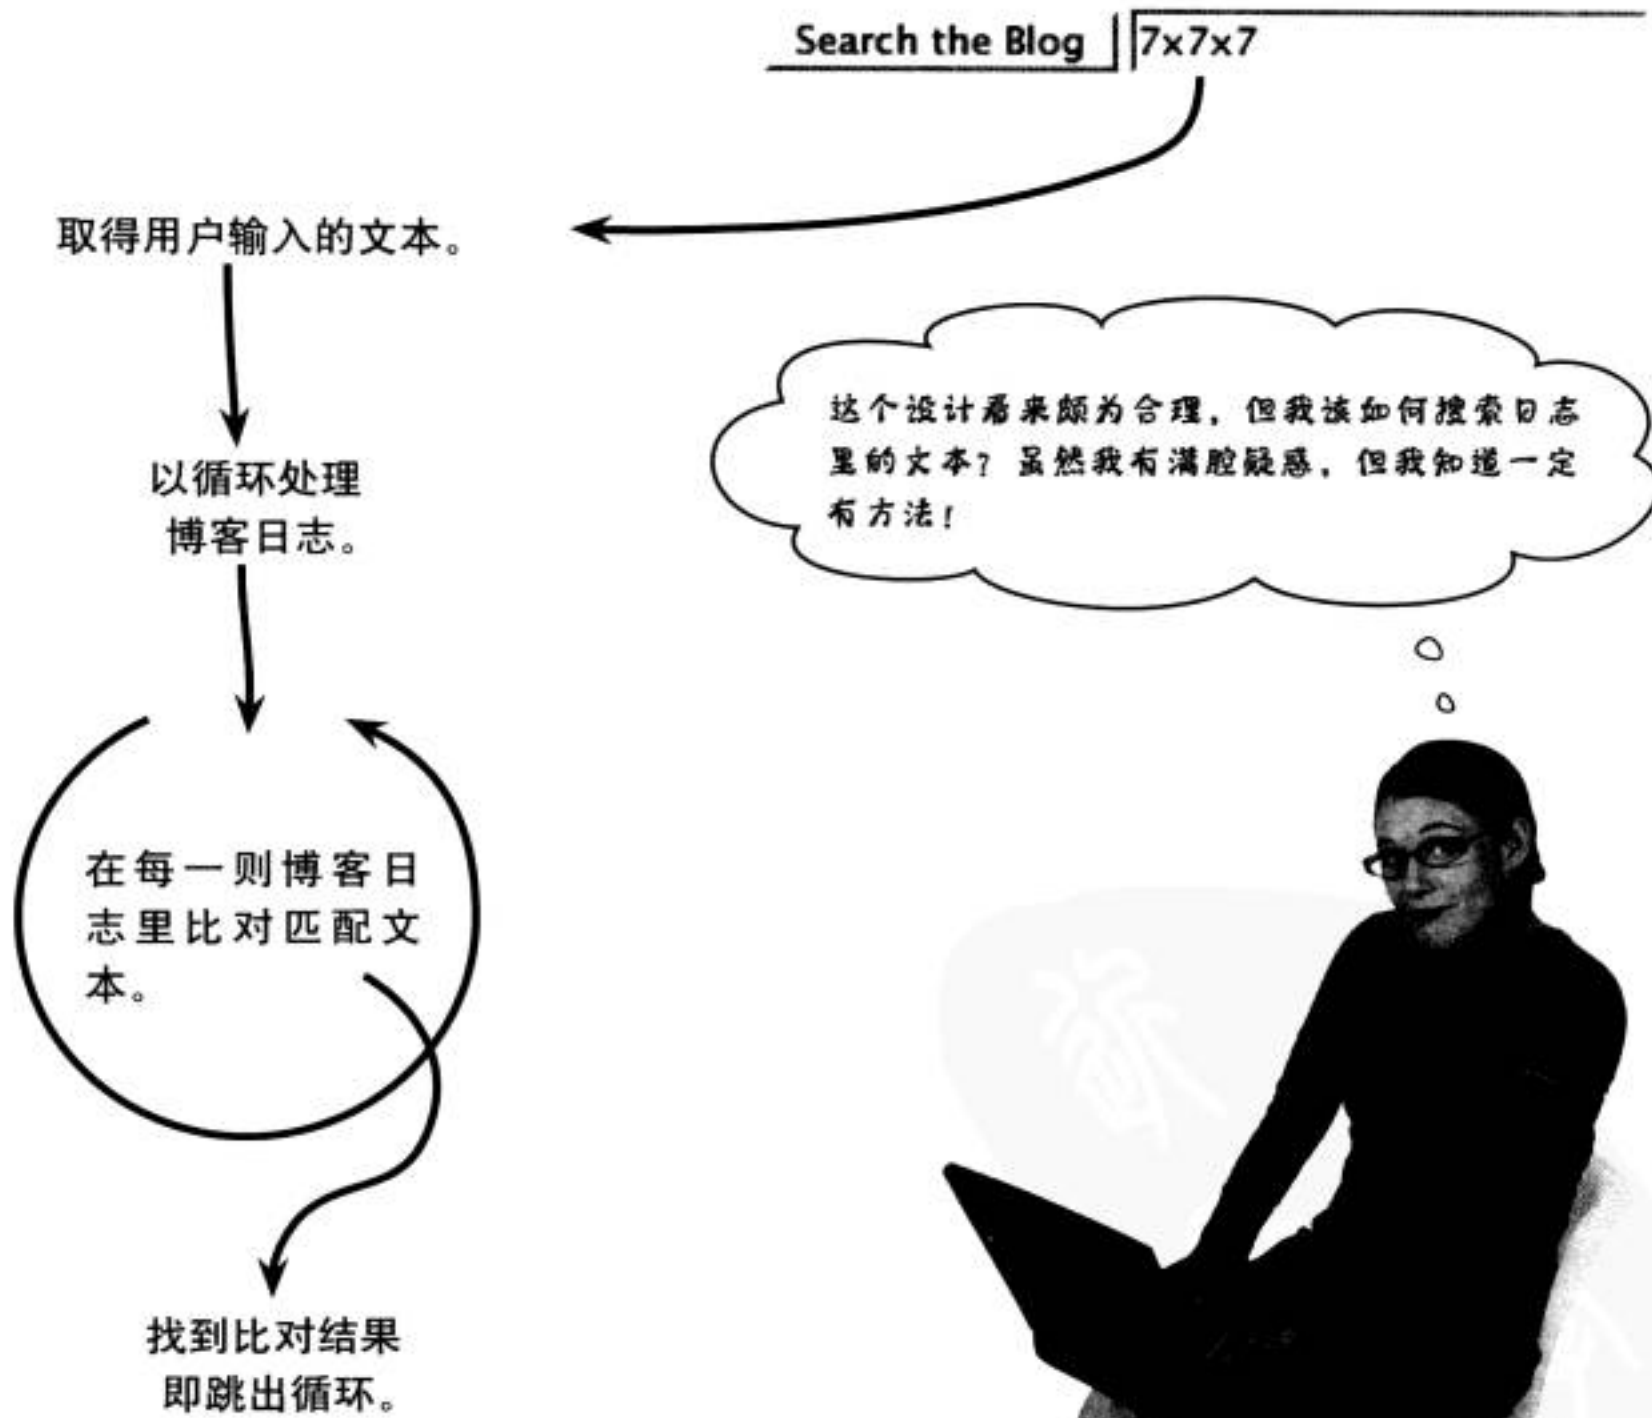 Search the Blog
7x7x7
取得用户输入的文本。
这个设计看来颇为合理，但我该如何搜索日志
里的文本？虽然我有满腔疑惑，但我知道一定
有方法！
以循环处理
博客日志。
在每一则博客日
志里比对匹配文
本。
找到比对结果
即跳出循环。